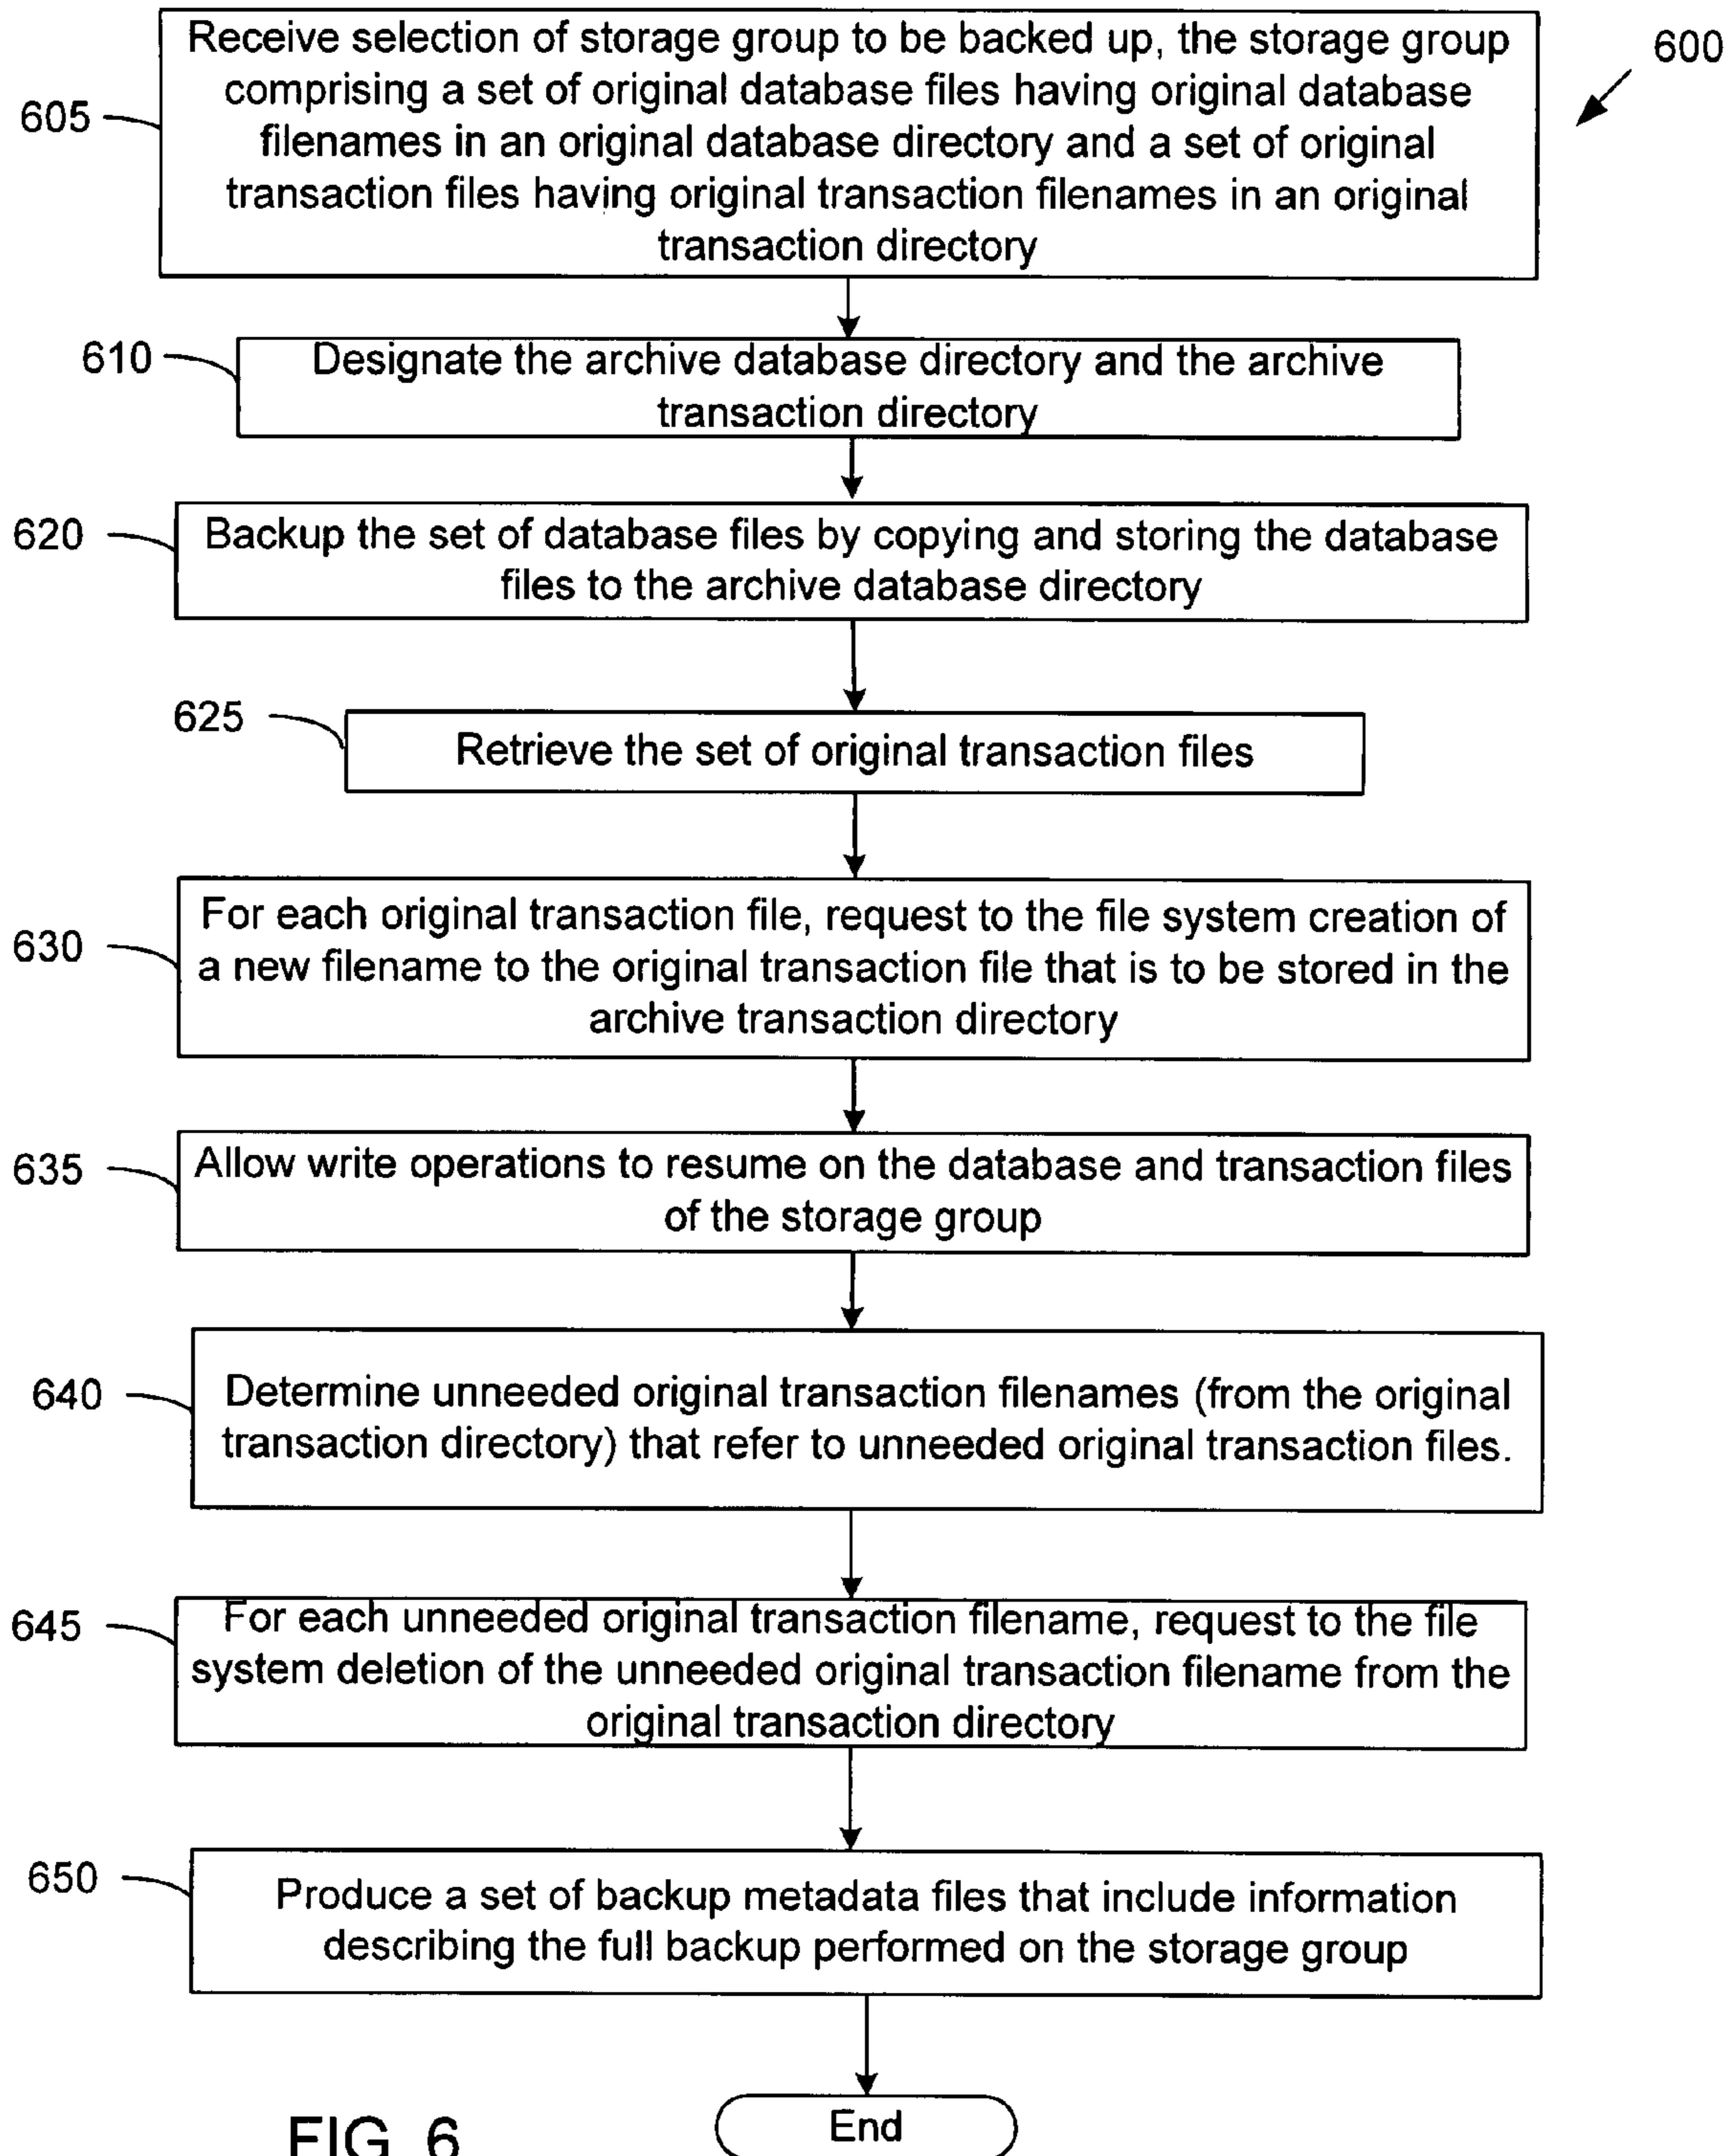 600
605
Receive selection of storage group to be backed up, the storage group
comprising a set of original database files having original database
filenames in an original database directory and a set of original
transaction files having original transaction filenames in an original
transaction directory
610
Designate the archive database directory and the archive
transaction directory
620
Backup the set of database files by copying and storing the database
files to the archive database directory
625
Retrieve the set of original transaction files
630
For each original transaction file, request to the file system creation of
a new filename to the original transaction file that is to be stored in the
archive transaction directory
635
Allow write operations to resume on the database and transaction files
of the storage group
640
Determine unneeded original transaction filenames (from the original
transaction directory) that refer to unneeded original transaction files.
645
For each unneeded original transaction filename, request to the file
system deletion of the unneeded original transaction filename from the
original transaction directory
650
Produce a set of backup metadata files that include information
describing the full backup performed on the storage group
End
FIG. 6